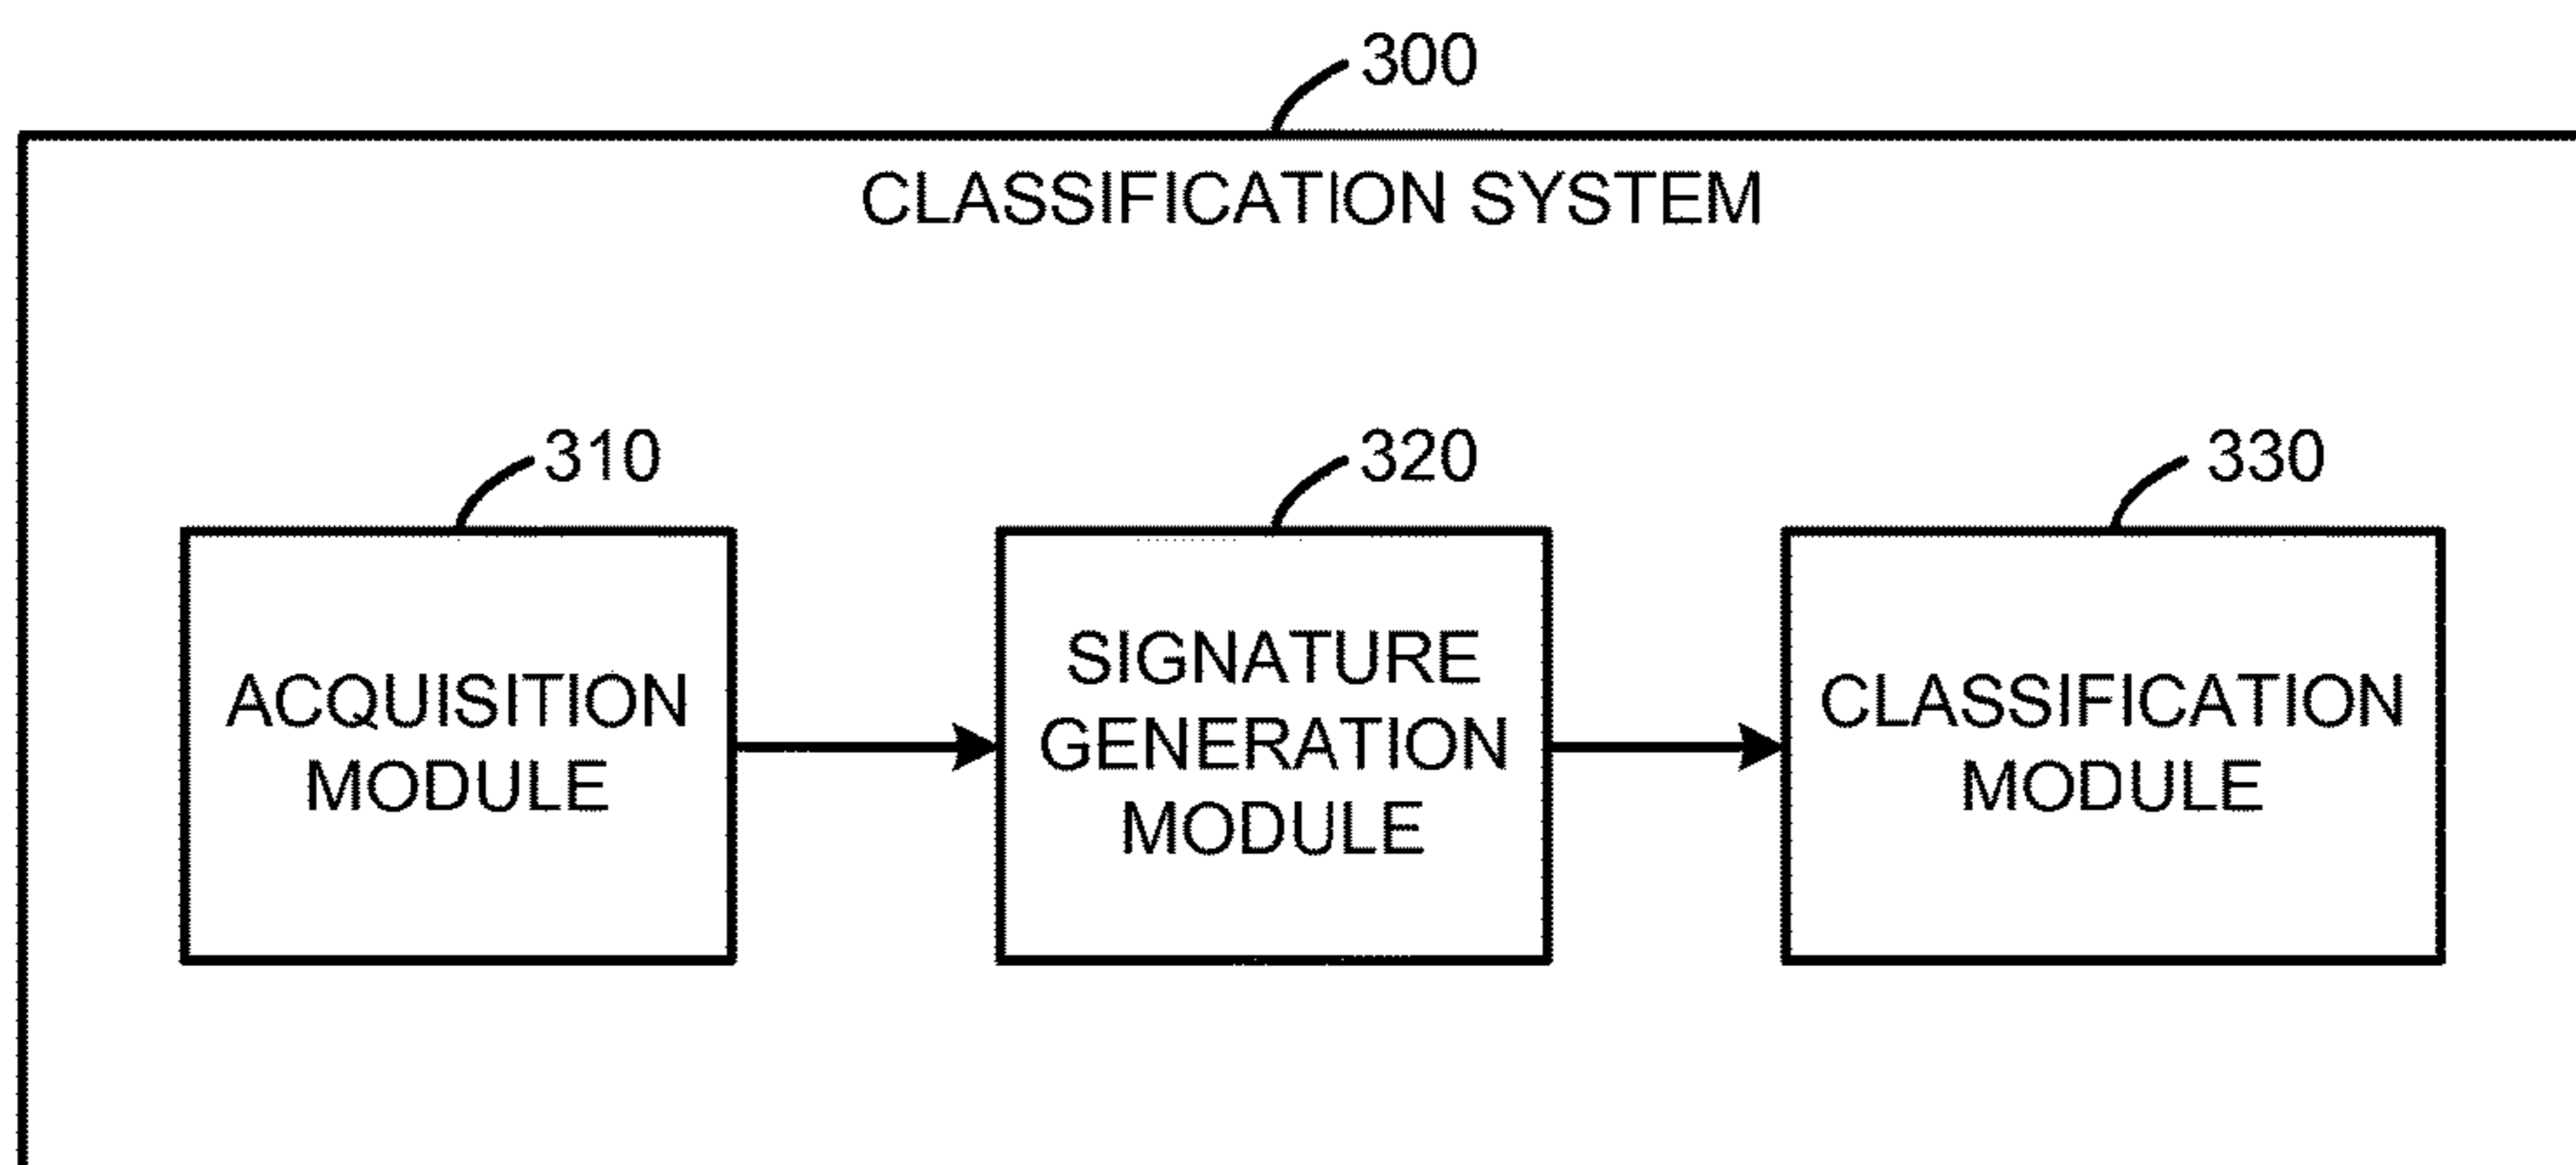 300
CLASSIFICATION SYSTEM
310
320
330
ACQUISITION
MODULE
SIGNATURE
GENERATION
MODULE
CLASSIFICATION
MODULE